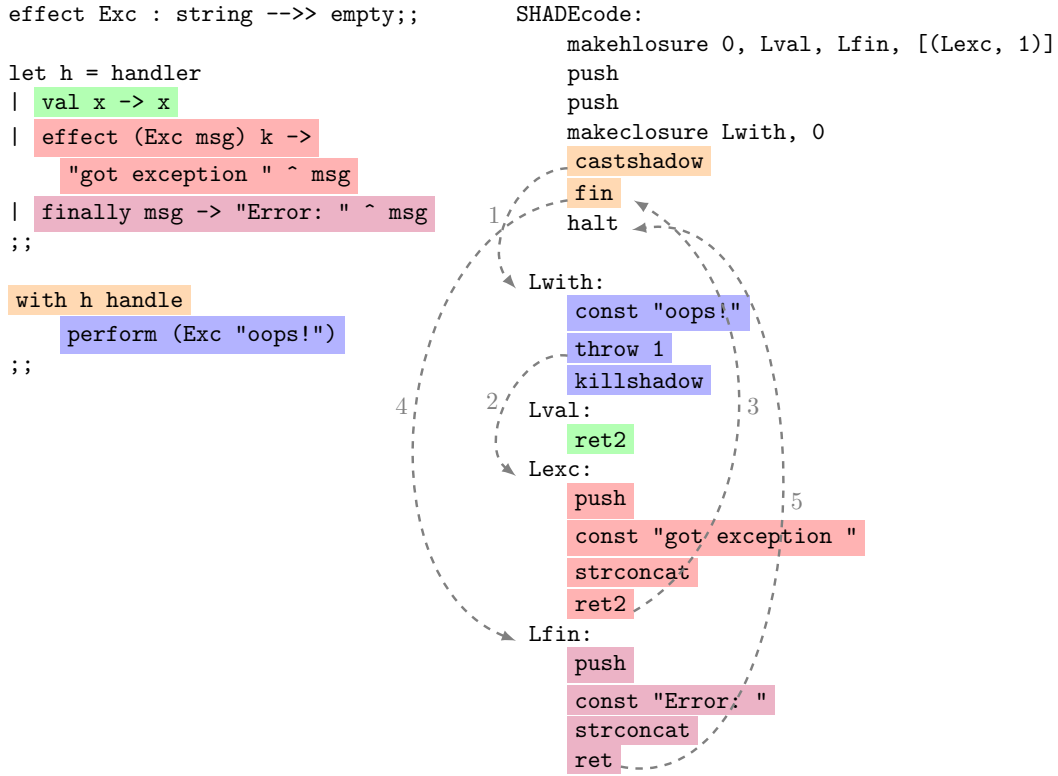 effect Exc : string -->> empty;;
let h = handler
| val x -> x
| effect (Exc msg) k ->
"got exception " ^ msg
| finally msg -> "Error: " ^ msg
;;
with h handle
perform (Exc "oops!")
;;
SHADEcode:
makehlosure 0, Lval, Lfin, [(Lexc, 1)]
push
push
makeclosure Lwith, 0
castshadow
fin
halt
1
Lwith:
const "oops!"
throw 1
killshadow
4
2
3
Lval:
ret2
Lexc:
push
5
const "got exception "
strconcat
ret2
Lfin:
push
const "Error: "
strconcat
ret